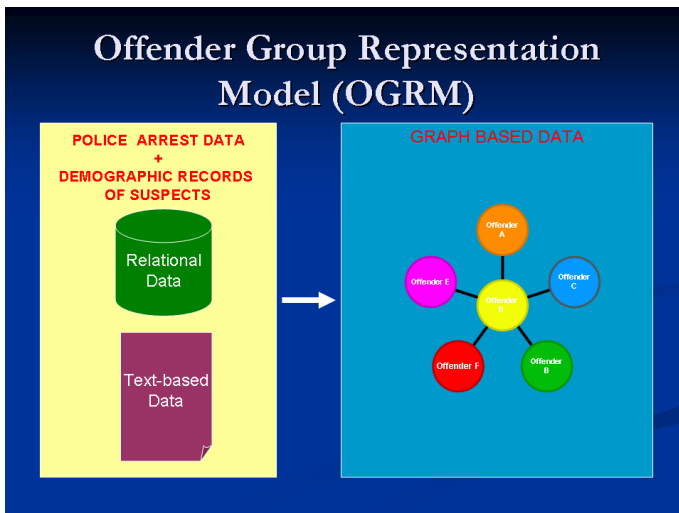 Offender Group Representation
Model (OGRM)
POLICE ARREST DATA
+
DEMOGRAPHIC RECORDS
OF SUSPECTS
Relational
Data
Text-based
Data
GRAPH BASED DATA
Offender
A
Offender E
Offender
C
Offender
Offender F
Offender
B